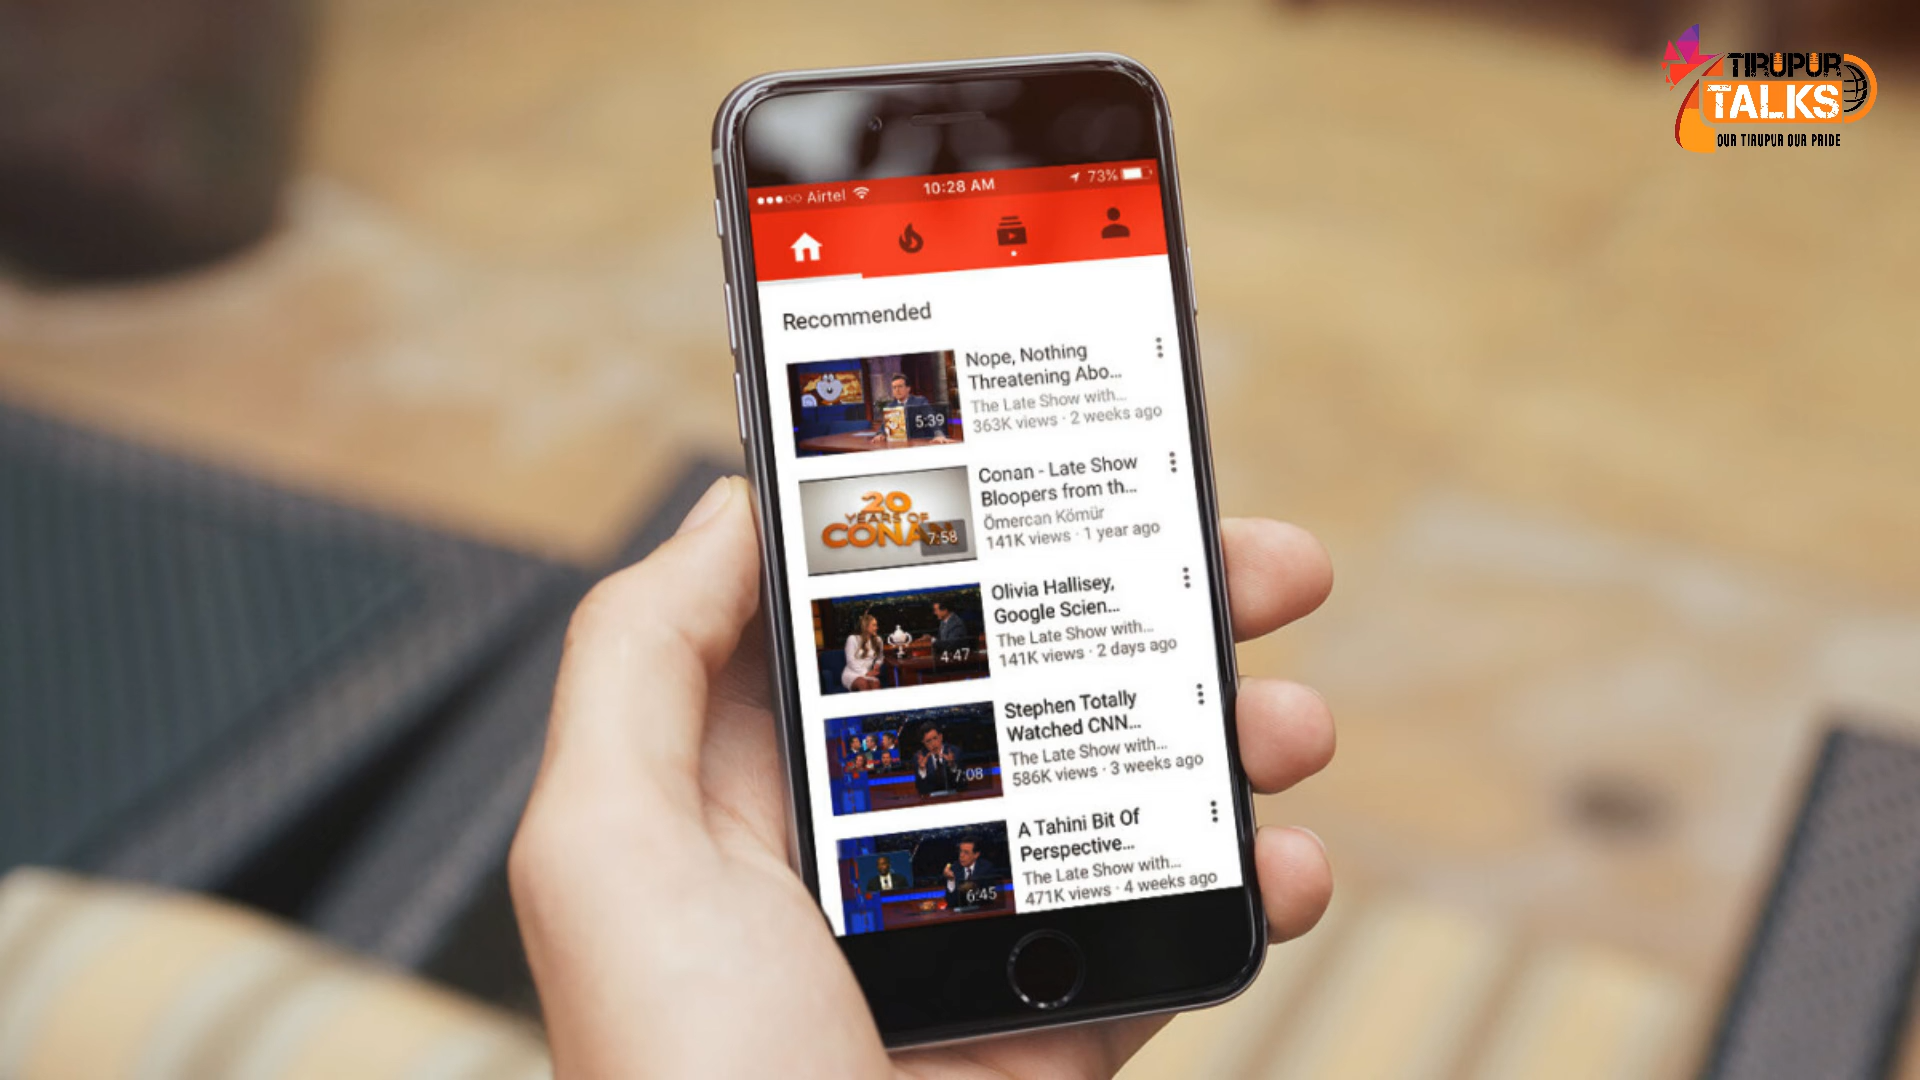 TIRUPUR
TALKS
OUR TIRUPUR OUR PRIDE
Airtel
10:28 AM
73%
Recommended
Nope, Nothing
Threatening Abo...
The Late Show with...
363K views · 2 weeks ago
5:39
Conan - Late Show
Bloopers from th...
Ömercan Kömür
141K views · 1 year ago
20
YEARS OF
CONA
7:58
Olivia Hallisey,
Google Scien...
The Late Show with...
141K views · 2 days ago
4:47
Stephen Totally
Watched CNN...
The Late Show with...
586K views · 3 weeks ago
7:08
A Tahini Bit Of
Perspective...
The Late Show with...
471K views · 4 weeks ago
6:45